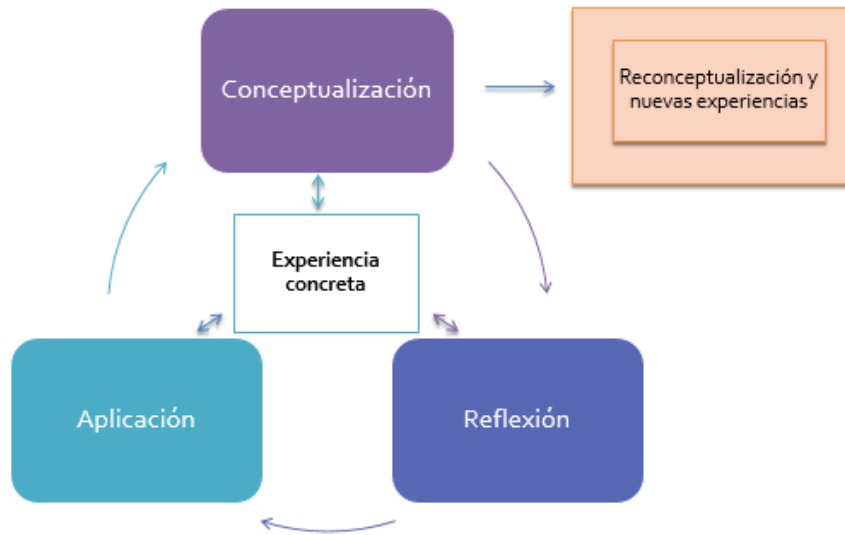 Conceptualización
Reconceptualización y
nuevas experiencias
Experiencia
concreta
Aplicación
Reflexión